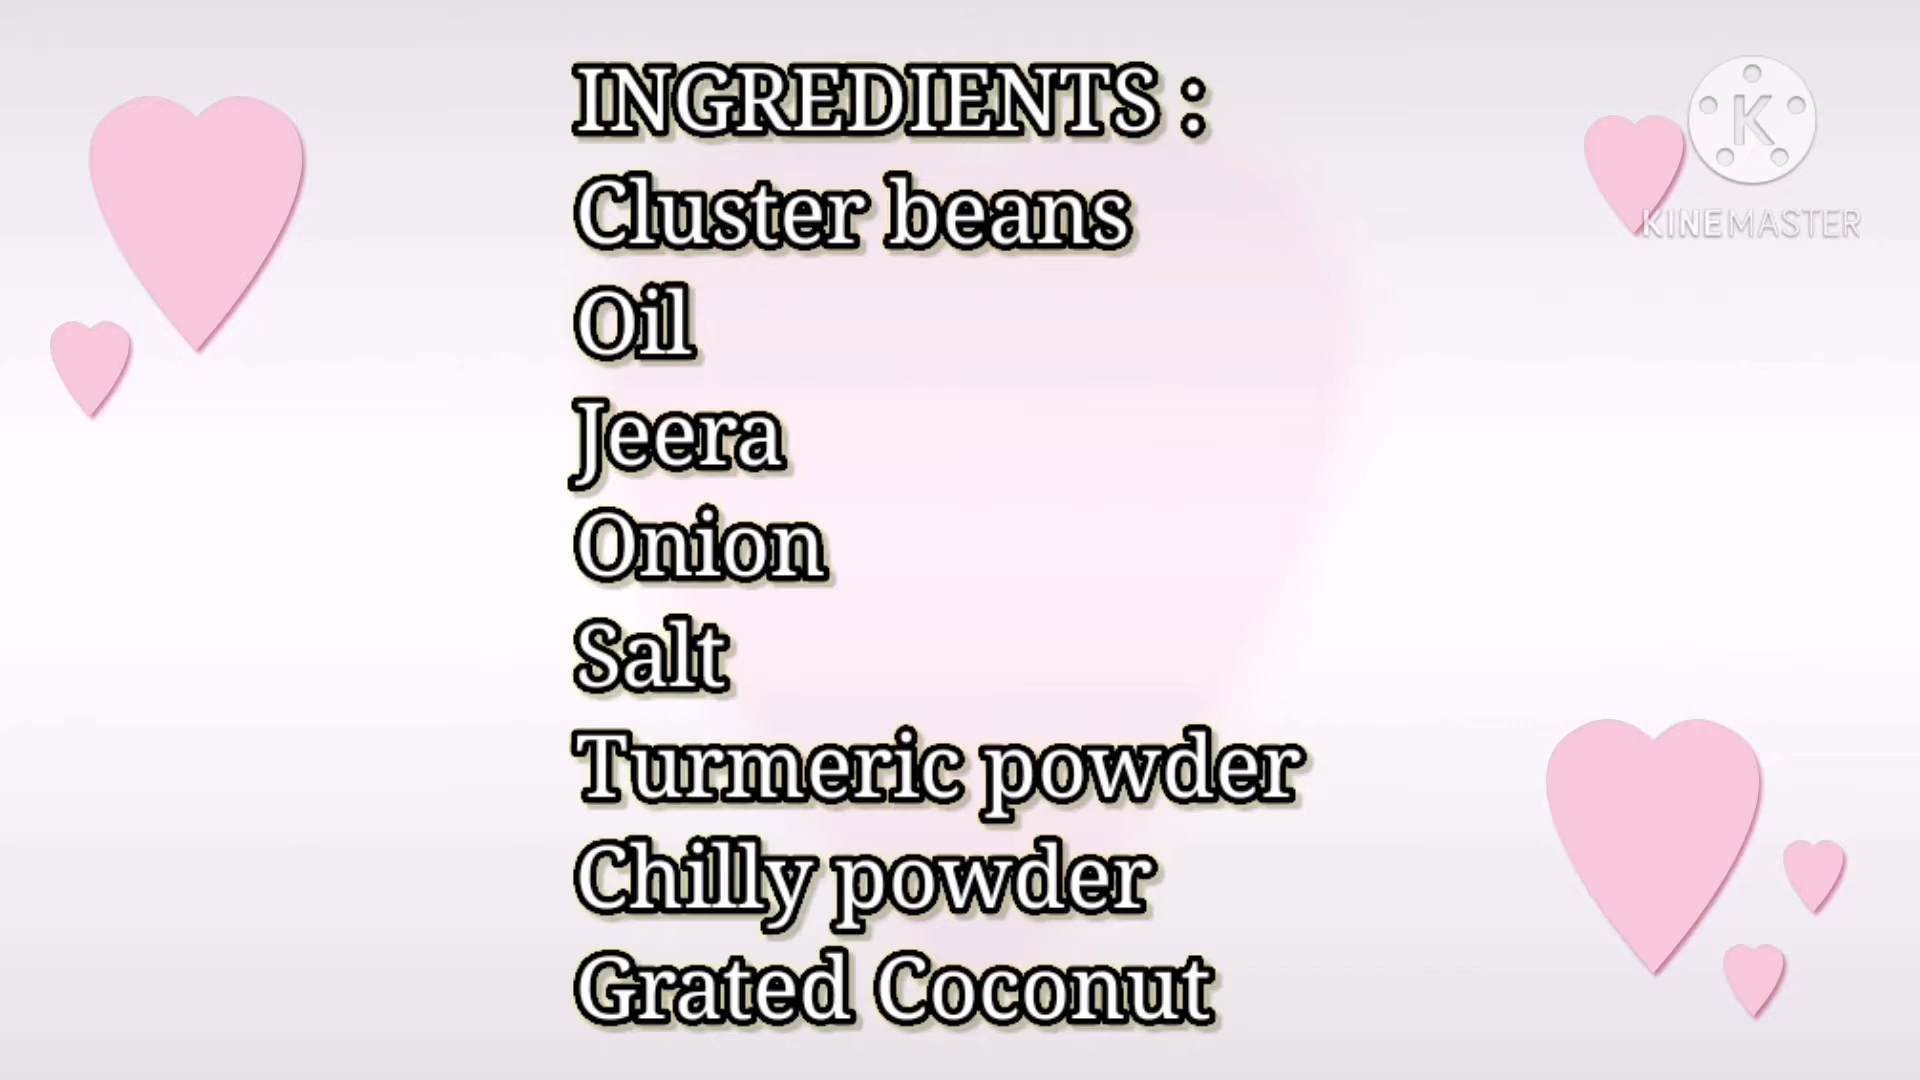 INGREDIENTS :
Cluster beans
Oil
Jeera
Onion
Salt
Turmeric powder
Chilly powder
Grated Coconut
K
KINEMASTER